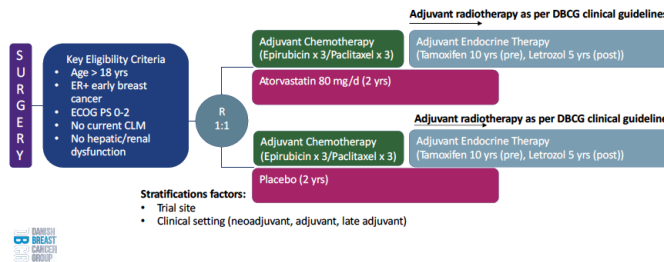 SURGERY
Key Eligibility Criteria
• Age > 18 yrs
• ER+ early breast
cancer
• ECOG PS 0-2
• No current CLM
• No hepatic/renal
dysfunction
R
1:1
Adjuvant radiotherapy as per DBCG clinical guidelines
Adjuvant Chemotherapy
(Epirubicin x 3/Paclitaxel x 3)
Adjuvant Endocrine Therapy
(Tamoxifen 10 yrs (pre), Letrozol 5 yrs (post))
Atorvastatin 80 mg/d (2 yrs)
Adjuvant radiotherapy as per DBCG clinical guideline
Adjuvant Chemotherapy
(Epirubicin x 3/Paclitaxel x 3)
Adjuvant Endocrine Therapy
(Tamoxifen 10 yrs (pre), Letrozol 5 yrs (post))
Placebo (2 yrs)
Stratifications factors:
• Trial site
• Clinical setting (neoadjuvant, adjuvant, late adjuvant)
DANISH
BREAST
CANCER
GROUP